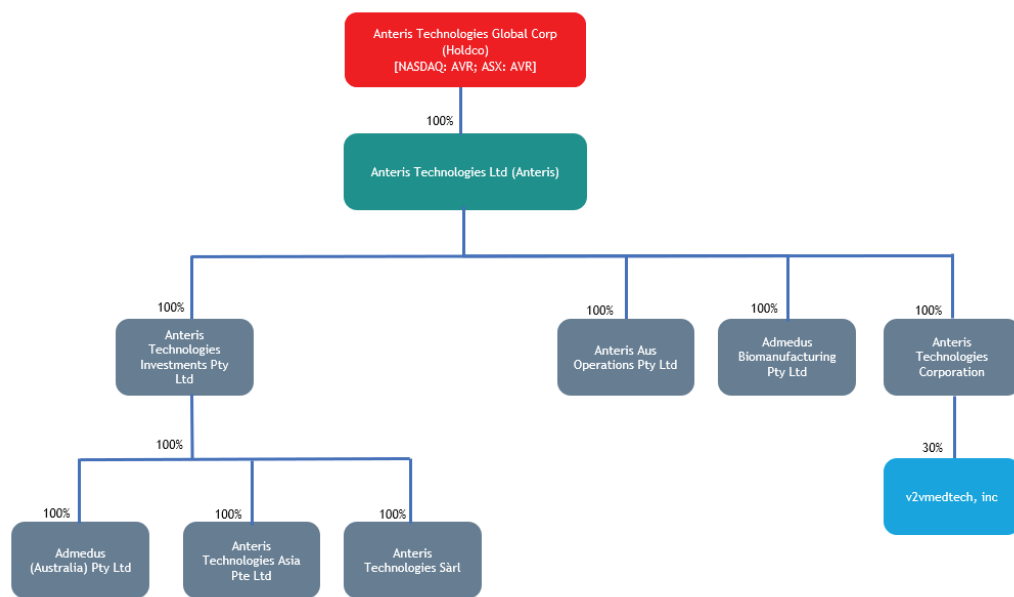 Anteris Technologies Global Corp
(Holdco)
[NASDAQ: AVR; ASX: AVR]
100%
Anteris Technologies Ltd (Anteris)
100%
100%
100%
100%
Anteris
Technologies
Investments Pty
Ltd
Anteris Aus
Operations Pty Ltd
Admedus
Biomanufacturing
Pty Ltd
Anteris
Technologies
Corporation
100%
30%
v2vmedtech, inc
100%
100%
100%
Admedus
(Australia) Pty Ltd
Anteris
Technologies Asia
Pte Ltd
Anteris
Technologies Sàrl